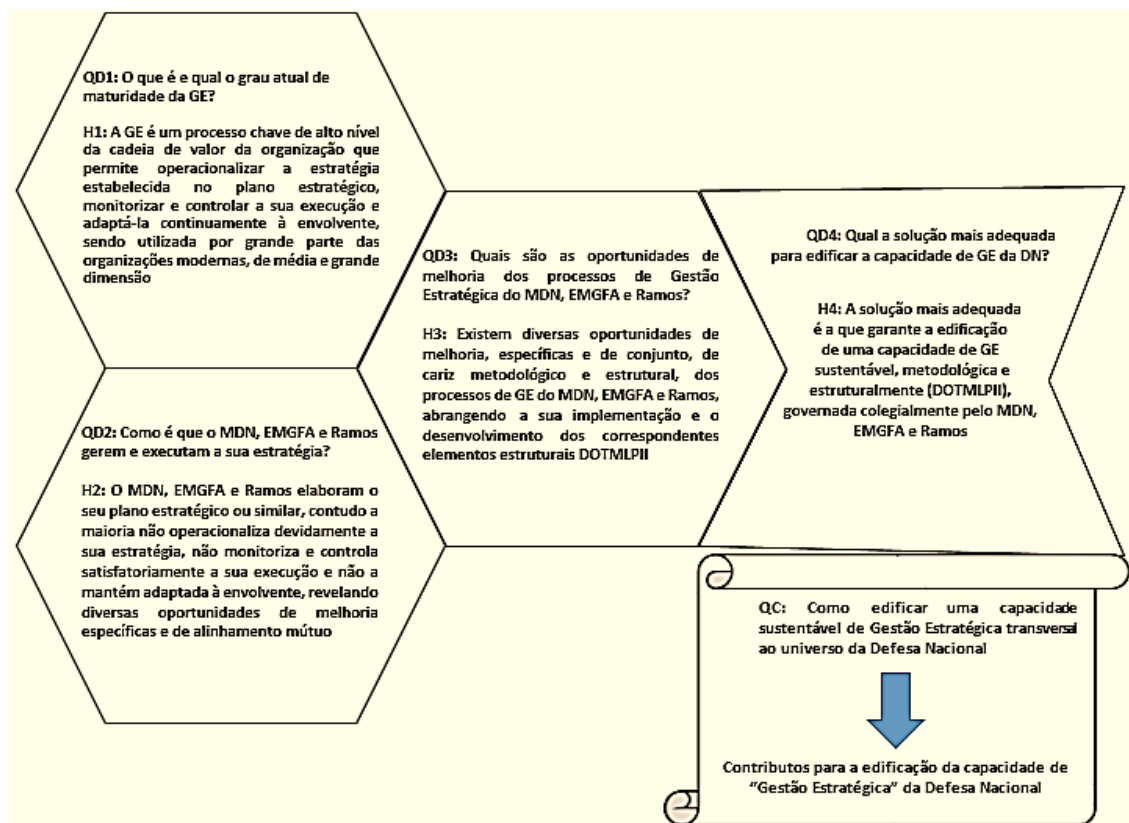 QD1: O que é e qual o grau atual de
maturidade da GE?
H1: A GE é um processo chave de alto nível
da cadeia de valor da organização que
permite operacionalizar a estratégia
estabelecida no plano estratégico,
monitorizar e controlar a sua execução e
adaptá-la continuamente à envolvente,
sendo utilizada por grande parte das
organizações modernas, de média e grande
dimensão
QD2: Como é que o MDN, EMGFA e Ramos
gerem e executam a sua estratégia?
H2: O MDN, EMGFA e Ramos elaboram o
seu plano estratégico ou similar, contudo a
maioria não operacionaliza devidamente a
sua estratégia, não monitoriza e controla
satisfatoriamente a sua execução e não a
mantém adaptada à envolvente, revelando
diversas oportunidades de melhoria
específicas e de alinhamento mútuo
QD3: Quais são as oportunidades de
melhoria dos processos de Gestão
Estratégica do MDN, EMGFA e Ramos?
H3: Existem diversas oportunidades de
melhoria, específicas e de conjunto, de
cariz metodológico e estrutural, dos
processos de GE do MDN, EMGFA e Ramos,
abrangendo a sua implementação e o
desenvolvimento dos correspondentes
elementos estruturais DOTMLPII
QD4: Qual a solução mais adequada
para edificar a capacidade de GE da DN?
H4: A solução mais adequada
é a que garante a edificação
de uma capacidade de GE
sustentável, metodológica e
estruturalmente (DOTMLPII),
governada colegialmente pelo MDN,
EMGFA e Ramos
QC: Como edificar uma capacidade
sustentável de Gestão Estratégica transversal
ao universo da Defesa Nacional
Contributos para a edificação da capacidade de
“Gestão Estratégica” da Defesa Nacional